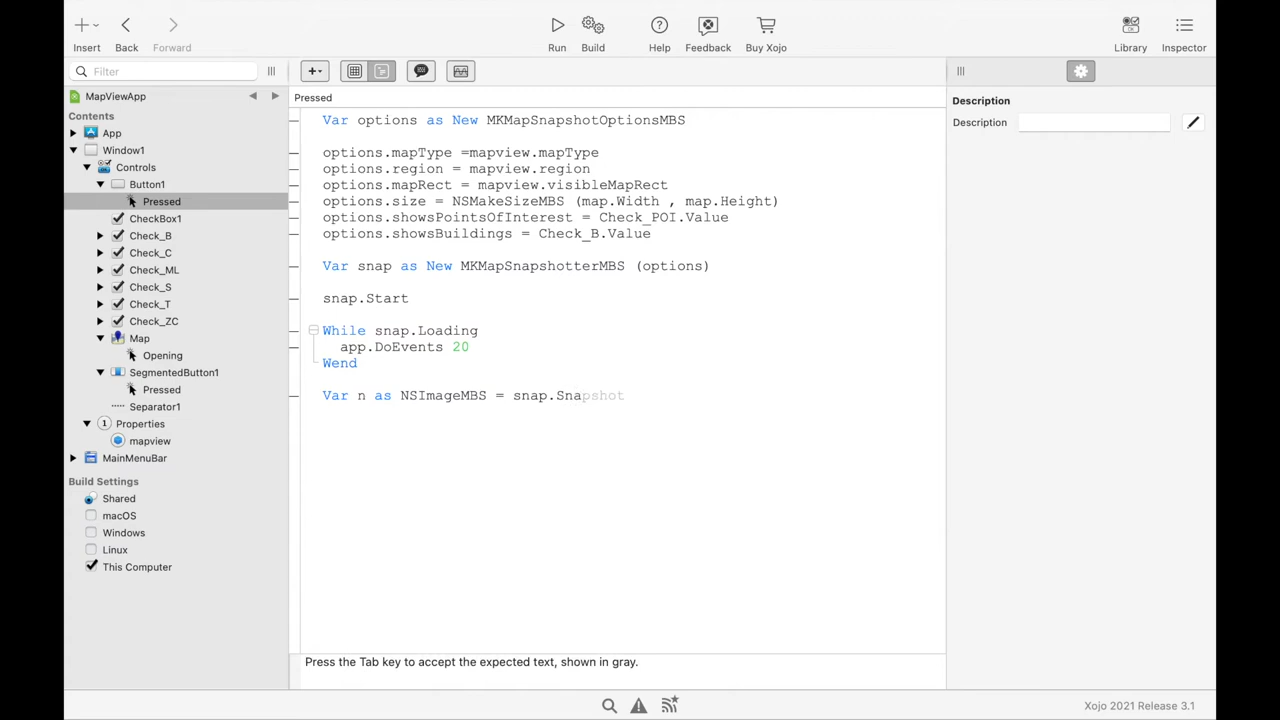 Insert
Back
Forward
Run
Build
Help
Feedback
Buy Xojo
Library
Inspector
Filter
MapViewApp
Contents
App
Window1
Controls
Button1
Pressed
CheckBox1
Check_B
Check_C
Check_ML
Check_S
Check_T
Check_ZC
Map
Opening
SegmentedButton1
Pressed
Separator1
Properties
mapview
MainMenuBar
Build Settings
Shared
macOS
Windows
Linux
This Computer
Pressed
Var options as New MKMapSnapshotOptionsMBS
options.mapType =mapview.mapType
options.region = mapview.region
options.mapRect = mapview.visibleMapRect
options.size = NSMakeSizeMBS (map.Width , map.Height)
options.showsPointsOfInterest = Check_POI.Value
options.showsBuildings = Check_B.Value
Var snap as New MKMapSnapshotterMBS (options)
snap.Start
While snap.Loading
app.DoEvents 20
Wend
Var n as NSImageMBS = snap.Snapshot
Press the Tab key to accept the expected text, shown in gray.
Description
Description
Xojo 2021 Release 3.1